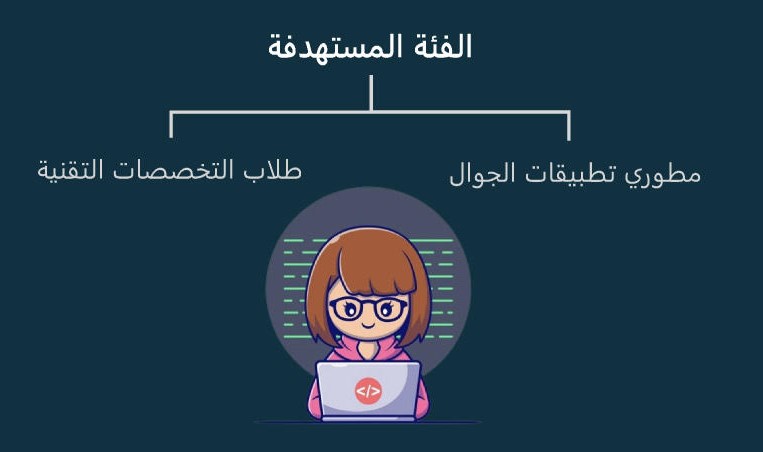 الفئة المستهدفة
مطوري تطبيقات الجوال
طلاب التخصصات التقنية
</>